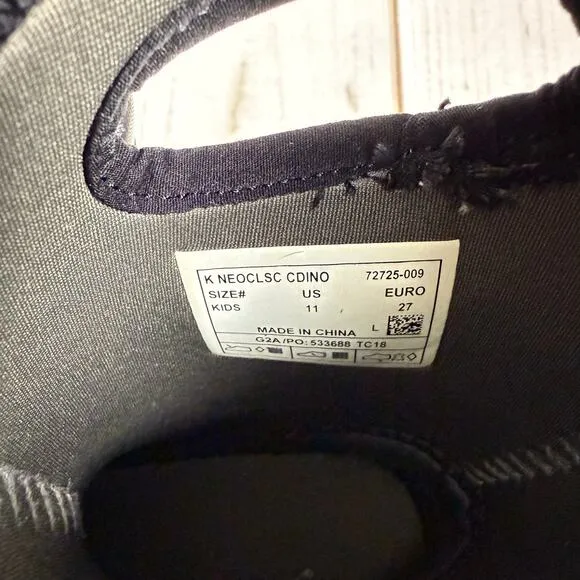 K NEOCLSC CDINO 72725-009
SIZE# US EURO
KIDS 11 27
MADE IN CHINA L
G2A/PO: 533688 TC18